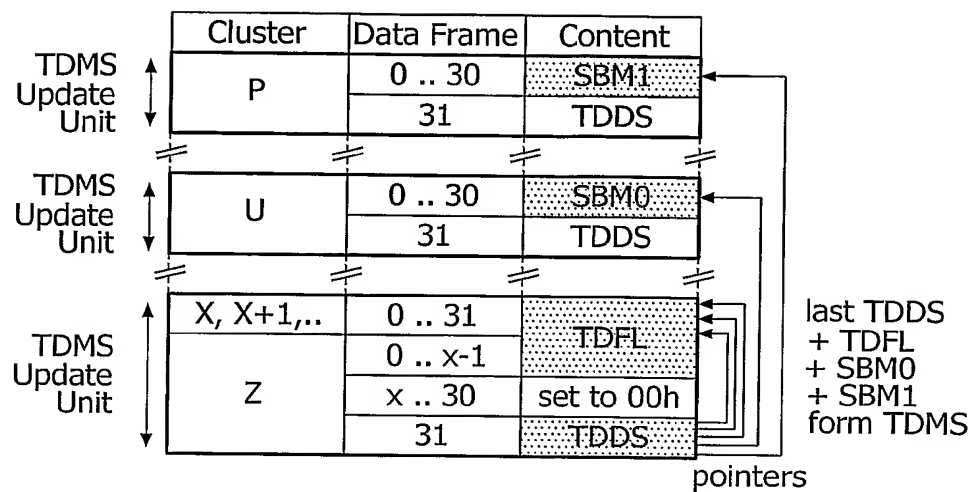 Cluster Data Frame Content
TDMS
Update
Unit
P
0 .. 30 SBM1
31 TDDS
TDMS
Update
Unit
U
0 .. 30 SBM0
31 TDDS
TDMS
Update
Unit
X, X+1,.. 0 .. 31
TDFL
Z
0 .. x-1
x .. 30 set to 00h
31 TDDS
last TDDS
+ TDFL
+ SBM0
+ SBM1
form TDMS
pointers